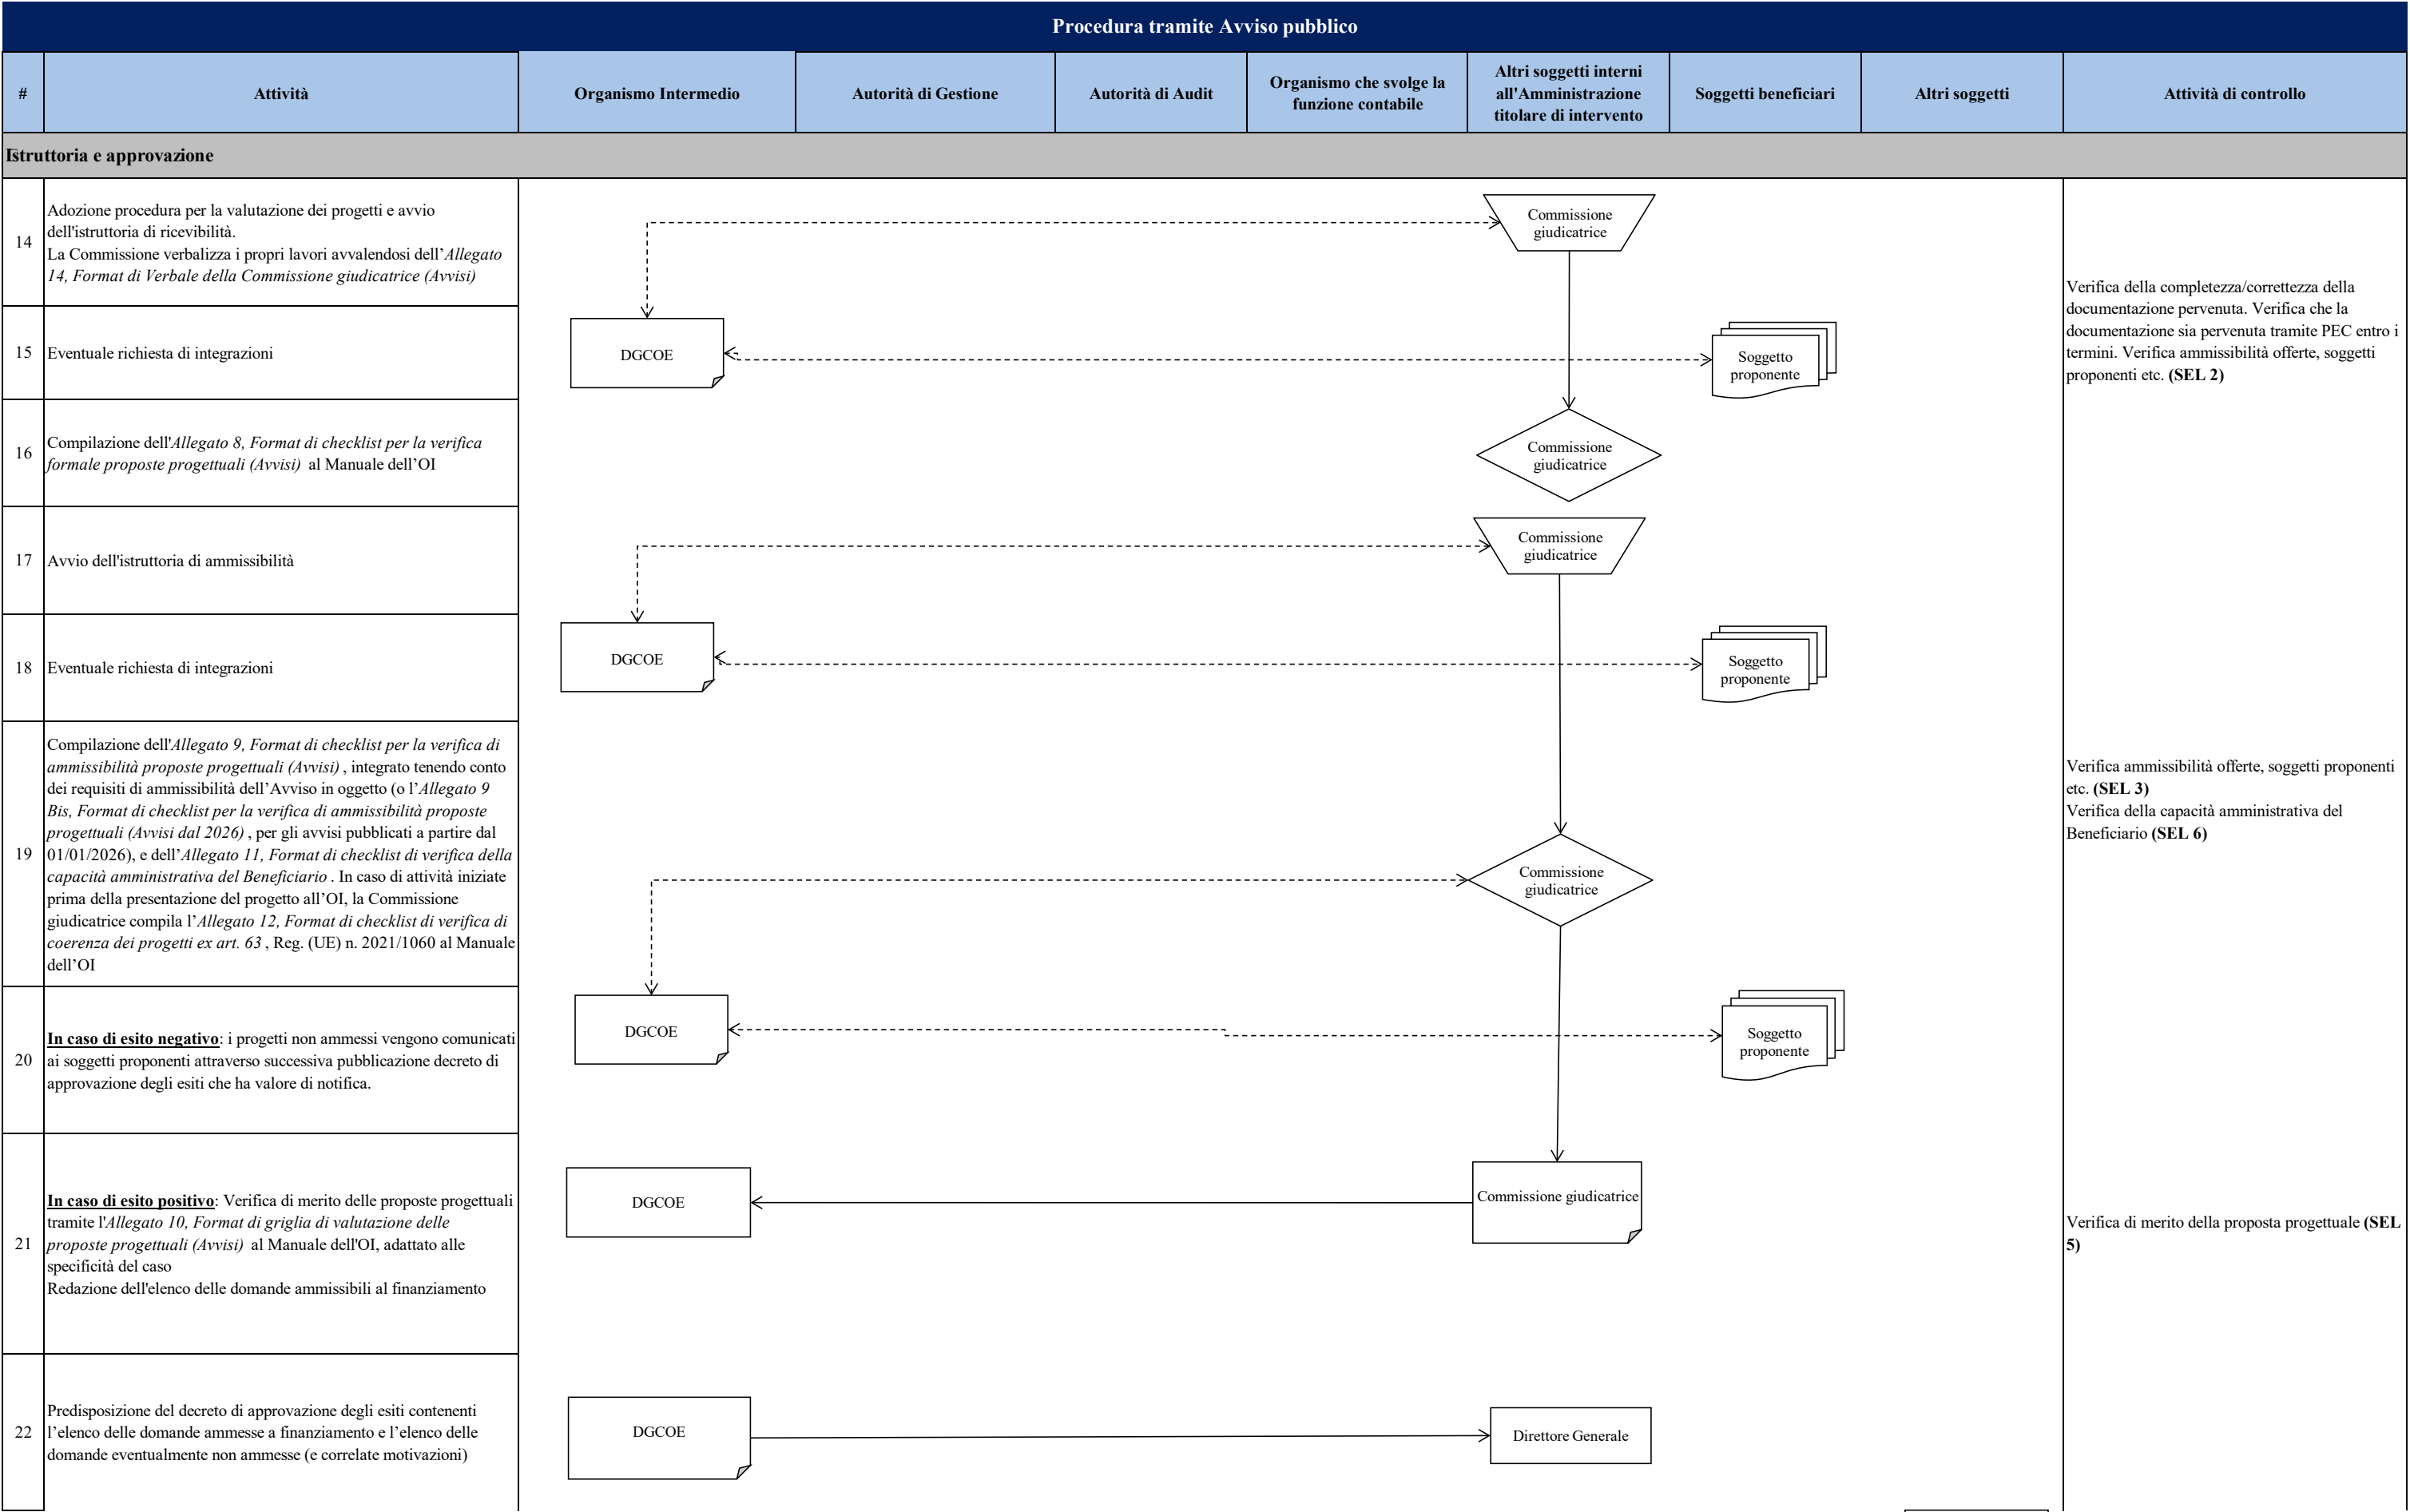 Procedura tramite Avviso pubblico
#
Attività
Organismo Intermedio
Autorità di Gestione
Autorità di Audit
Organismo che svolge la
funzione contabile
Altri soggetti interni
all'Amministrazione
titolare di intervento
Soggetti beneficiari
Altri soggetti
Attività di controllo
Istruttoria e approvazione
14
Adozione procedura per la valutazione dei progetti e avvio
dell'istruttoria di ricevibilità.
La Commissione verbalizza i propri lavori avvalendosi dell’Allegato
14, Format di Verbale della Commissione giudicatrice (Avvisi)
Commissione
giudicatrice
Verifica della completezza/correttezza della
documentazione pervenuta. Verifica che la
documentazione sia pervenuta tramite PEC entro i
termini. Verifica ammissibilità offerte, soggetti
proponenti etc. (SEL 2)
15
Eventuale richiesta di integrazioni
DGCOE
Soggetto
proponente
16
Compilazione dell'Allegato 8, Format di checklist per la verifica
formale proposte progettuali (Avvisi) al Manuale dell’OI
Commissione
giudicatrice
17
Avvio dell'istruttoria di ammissibilità
Commissione
giudicatrice
18
Eventuale richiesta di integrazioni
DGCOE
Soggetto
proponente
19
Compilazione dell'Allegato 9, Format di checklist per la verifica di
ammissibilità proposte progettuali (Avvisi) , integrato tenendo conto
dei requisiti di ammissibilità dell’Avviso in oggetto (o l’Allegato 9
Bis, Format di checklist per la verifica di ammissibilità proposte
progettuali (Avvisi dal 2026) , per gli avvisi pubblicati a partire dal
01/01/2026), e dell’Allegato 11, Format di checklist di verifica della
capacità amministrativa del Beneficiario . In caso di attività iniziate
prima della presentazione del progetto all’OI, la Commissione
giudicatrice compila l’Allegato 12, Format di checklist di verifica di
coerenza dei progetti ex art. 63 , Reg. (UE) n. 2021/1060 al Manuale
dell’OI
Commissione
giudicatrice
Verifica ammissibilità offerte, soggetti proponenti
etc. (SEL 3)
Verifica della capacità amministrativa del
Beneficiario (SEL 6)
20
In caso di esito negativo: i progetti non ammessi vengono comunicati
ai soggetti proponenti attraverso successiva pubblicazione decreto di
approvazione degli esiti che ha valore di notifica.
DGCOE
Soggetto
proponente
21
In caso di esito positivo: Verifica di merito delle proposte progettuali
tramite l'Allegato 10, Format di griglia di valutazione delle
proposte progettuali (Avvisi) al Manuale dell'OI, adattato alle
specificità del caso
Redazione dell'elenco delle domande ammissibili al finanziamento
DGCOE
Commissione giudicatrice
Verifica di merito della proposta progettuale (SEL
5)
22
Predisposizione del decreto di approvazione degli esiti contenenti
l’elenco delle domande ammesse a finanziamento e l’elenco delle
domande eventualmente non ammesse (e correlate motivazioni)
DGCOE
Direttore Generale